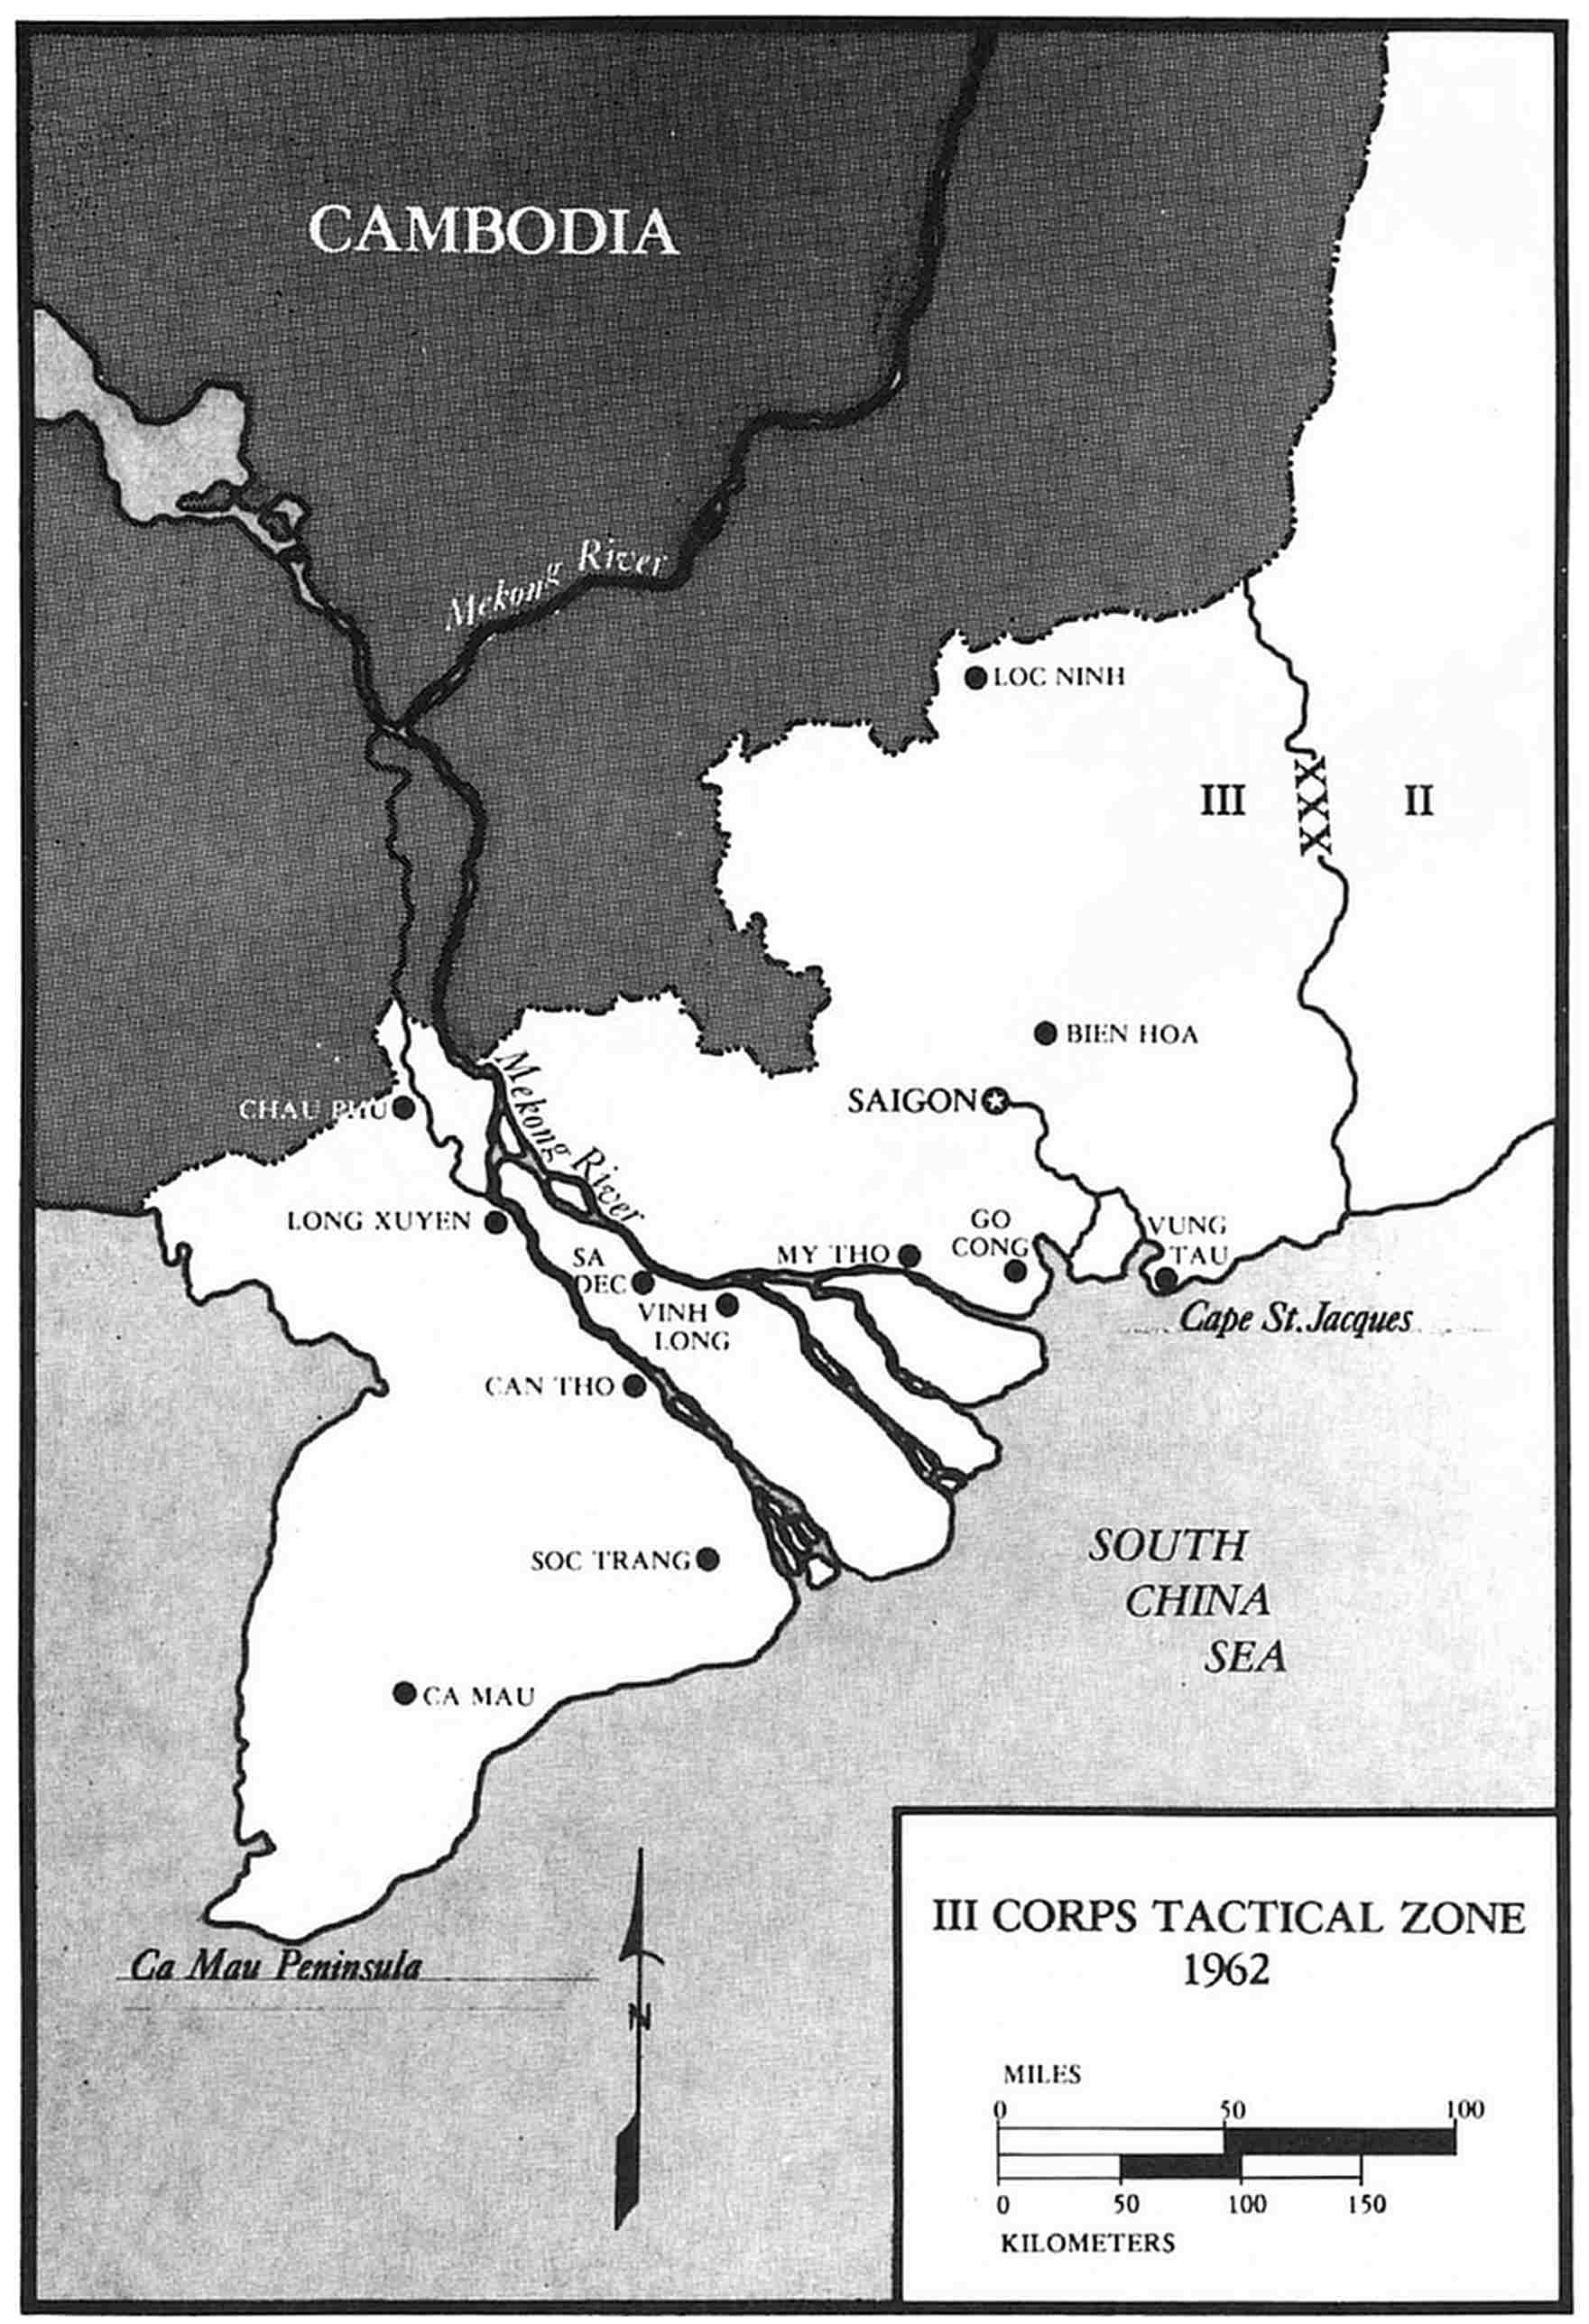 CAMBODIA
Mekong River
LOC NINH
III
XXX
II
BIEN HOA
SAIGON
Mekong River
CHAU PHU
LONG XUYEN
SA
DEC
VINH
LONG
MY THO
GO
CONG
VUNG
TAU
Cape St. Jacques
CAN THO
SOC TRANG
SOUTH
CHINA
SEA
CA MAU
Ca Mau Peninsula
N
III CORPS TACTICAL ZONE
1962
MILES
0 50 100
0 50 100 150
KILOMETERS